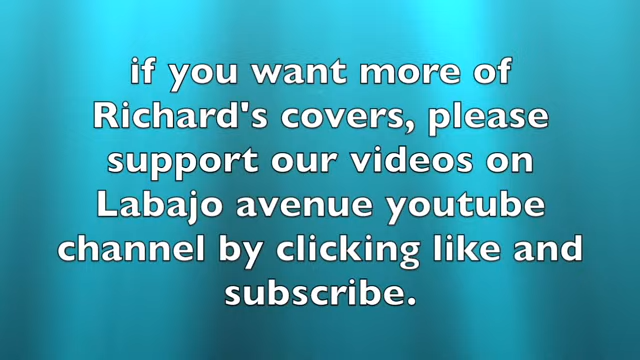 if you want more of
Richard's covers, please
support our videos on
Labajo avenue youtube
channel by clicking like and
subscribe.